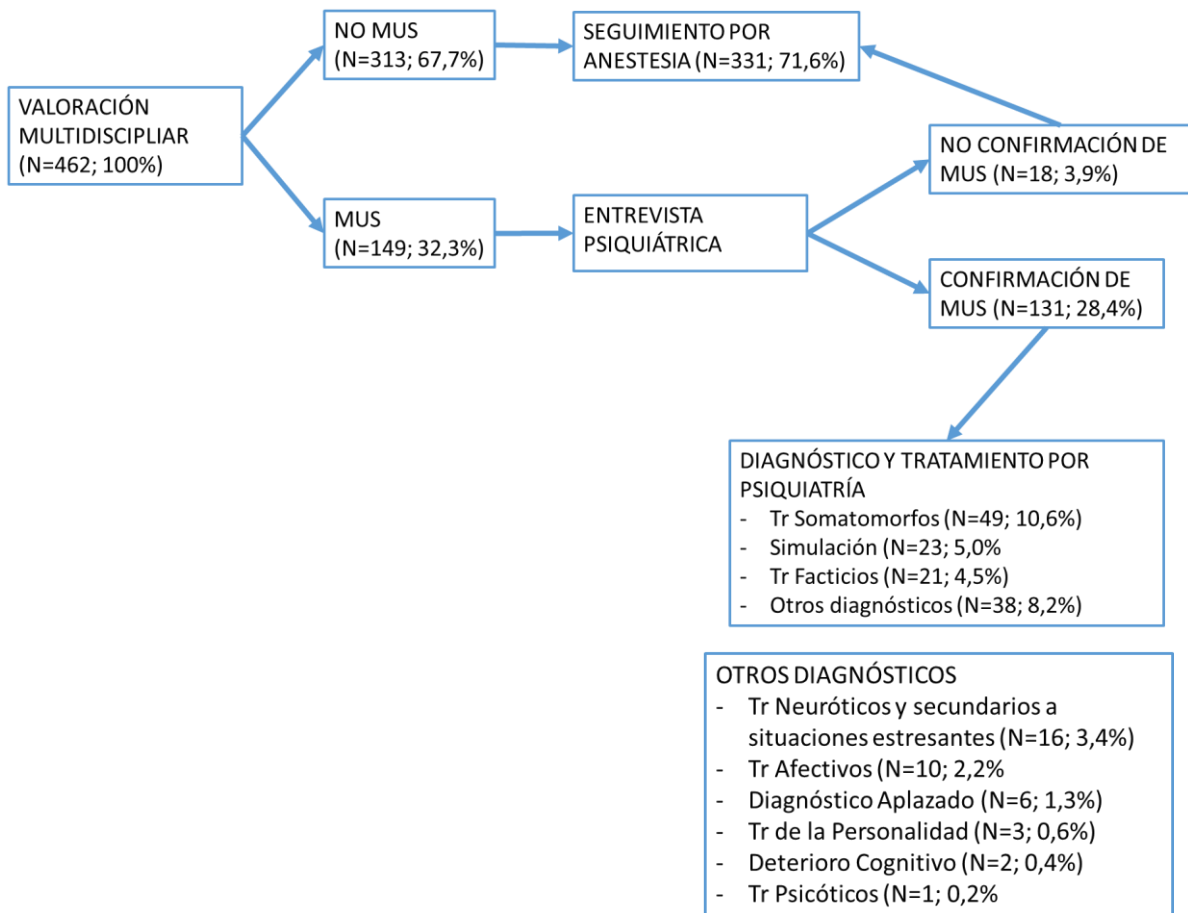 VALORACIÓN
MULTIDISCIPLIAR
(N=462; 100%)
NO MUS
(N=313; 67,7%)
SEGUIMIENTO POR
ANESTESIA (N=331; 71,6%)
MUS
(N=149; 32,3%)
ENTREVISTA
PSIQUIÁTRICA
NO CONFIRMACIÓN DE
MUS (N=18; 3,9%)
CONFIRMACIÓN DE
MUS (N=131; 28,4%)
DIAGNÓSTICO Y TRATAMIENTO POR
PSIQUIATRÍA
- Tr Somatomorfos (N=49; 10,6%)
- Simulación (N=23; 5,0%
- Tr Facticios (N=21; 4,5%)
- Otros diagnósticos (N=38; 8,2%)
OTROS DIAGNÓSTICOS
- Tr Neuróticos y secundarios a
situaciones estresantes (N=16; 3,4%)
- Tr Afectivos (N=10; 2,2%
- Diagnóstico Aplazado (N=6; 1,3%)
- Tr de la Personalidad (N=3; 0,6%)
- Deterioro Cognitivo (N=2; 0,4%)
- Tr Psicóticos (N=1; 0,2%